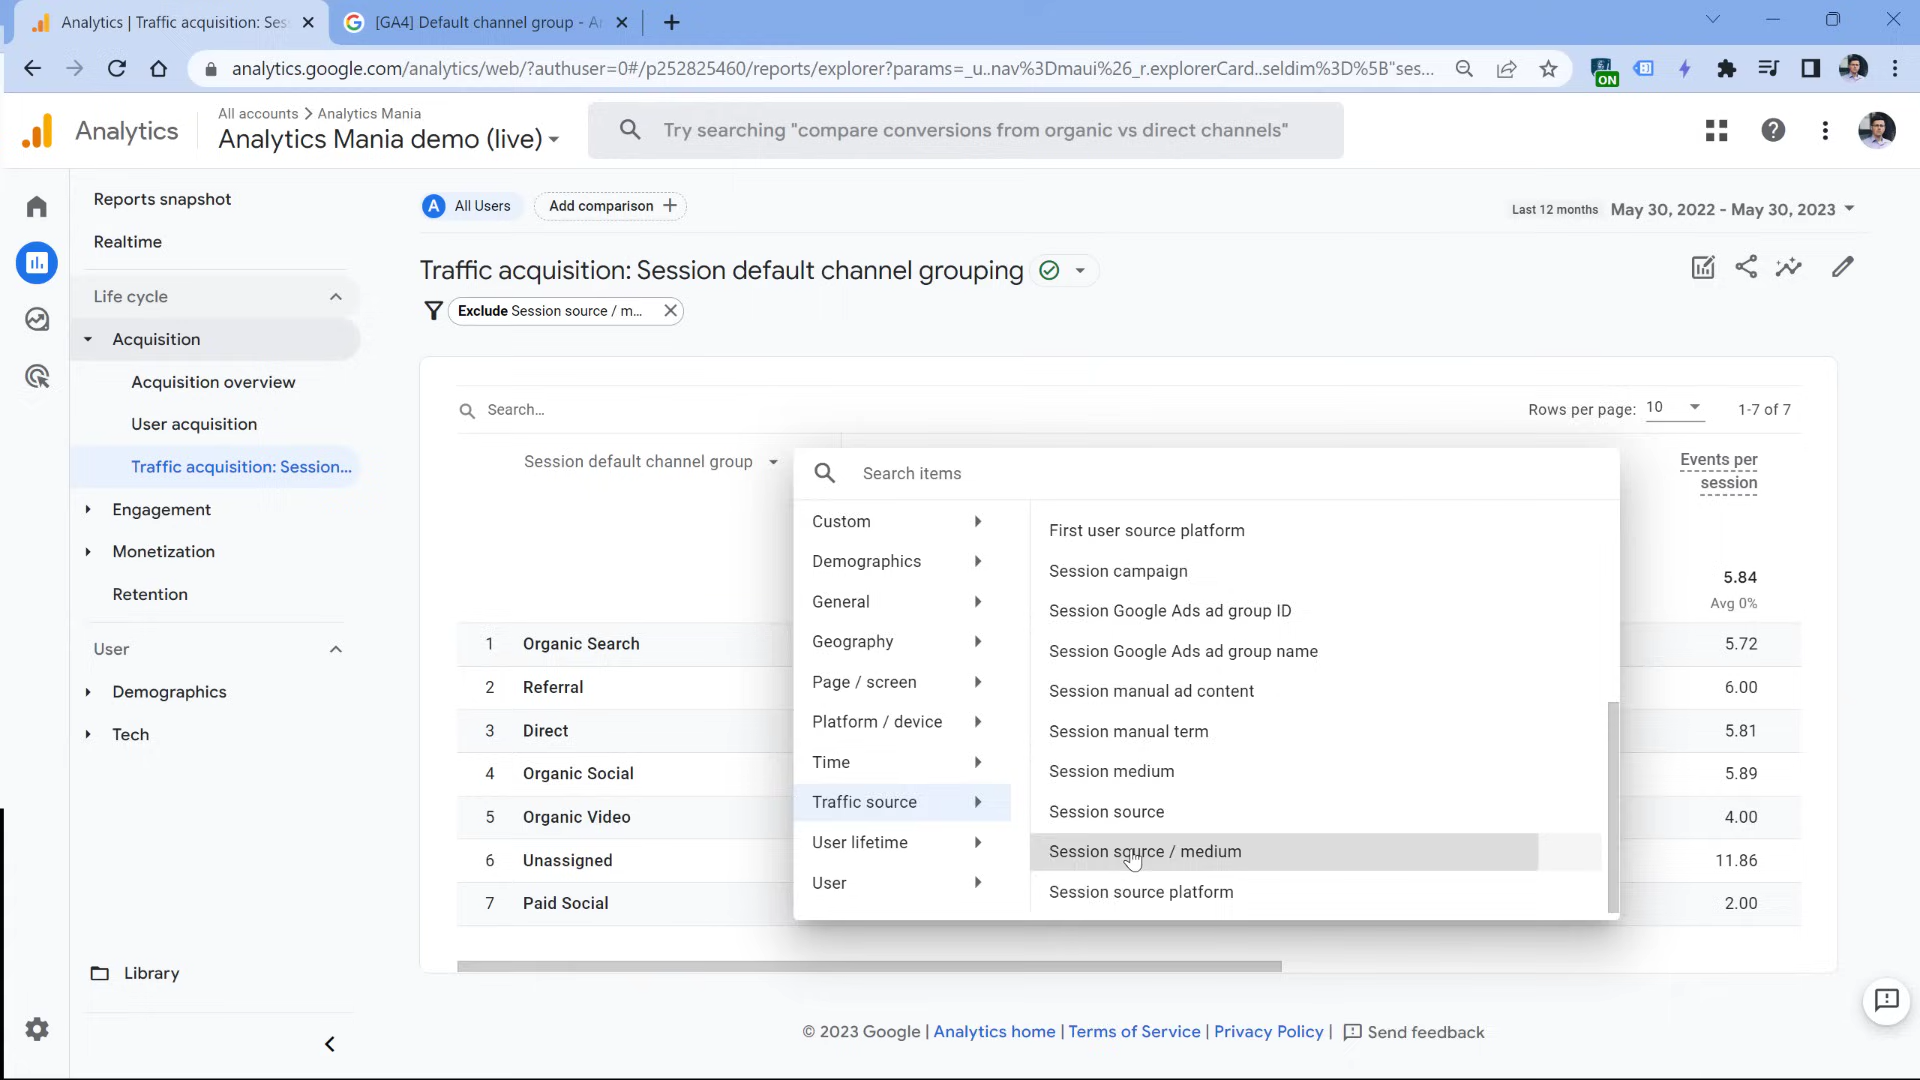 Analytics | Traffic acquisition: Ses
[GA4] Default channel group - A
analytics.google.com/analytics/web/?authuser=0#/p252825460/reports/explorer?params=_u..nav%3Dmaui%26_r.explorerCard..seldim%3D%5B"ses...
ON
Analytics
All accounts > Analytics Mania
Analytics Mania demo (live)
Try searching "compare conversions from organic vs direct channels"
Reports snapshot
Realtime
Life cycle
Acquisition
Acquisition overview
User acquisition
Traffic acquisition: Session...
Engagement
Monetization
Retention
User
Demographics
Tech
Library
A All Users
Add comparison +
Last 12 months May 30, 2022 - May 30, 2023
Traffic acquisition: Session default channel grouping
Exclude Session source / m...
Search...
Rows per page: 10
1-7 of 7
Session default channel group
Events per
session
5.84
Avg 0%
1 Organic Search 5.72
2 Referral 6.00
3 Direct 5.81
4 Organic Social 5.89
5 Organic Video 4.00
6 Unassigned 11.86
7 Paid Social 2.00
Search items
Custom
Demographics
General
Geography
Page / screen
Platform / device
Time
Traffic source
User lifetime
User
First user source platform
Session campaign
Session Google Ads ad group ID
Session Google Ads ad group name
Session manual ad content
Session manual term
Session medium
Session source
Session source / medium
Session source platform
© 2023 Google | Analytics home | Terms of Service | Privacy Policy | Send feedback